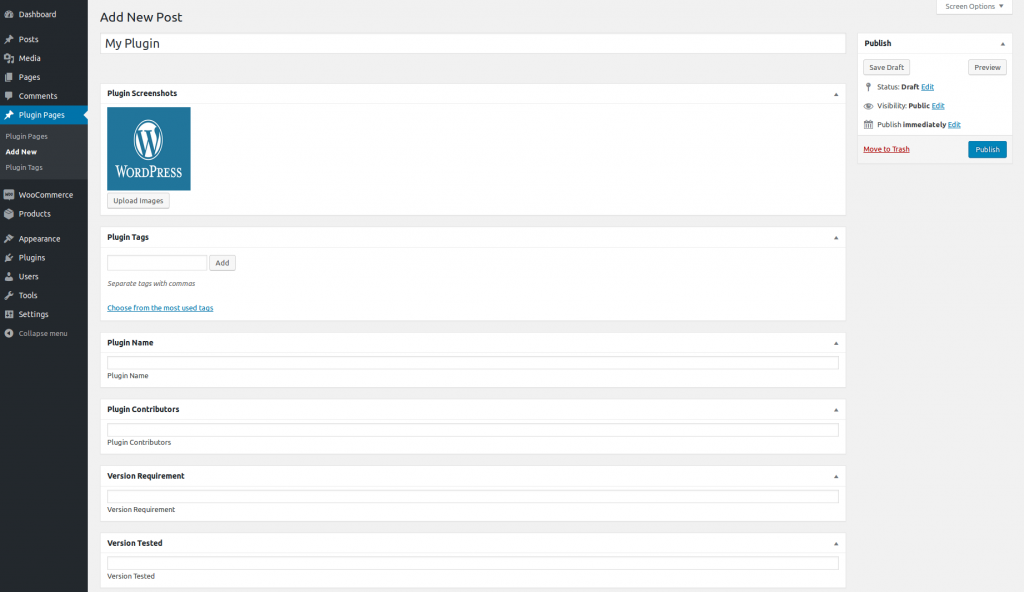 Dashboard
Posts
Media
Pages
Comments
Plugin Pages
Plugin Pages
Add New
Plugin Tags
WooCommerce
Products
Appearance
Plugins
Users
Tools
Settings
Collapse menu
Screen Options
Add New Post
My Plugin
Plugin Screenshots
WORDPRESS
Upload Images
Plugin Tags
Add
Separate tags with commas
Choose from the most used tags
Plugin Name
Plugin Name
Plugin Contributors
Plugin Contributors
Version Requirement
Version Requirement
Version Tested
Version Tested
Publish
Save Draft Preview
Status: Draft Edit
Visibility: Public Edit
Publish immediately Edit
Move to Trash Publish